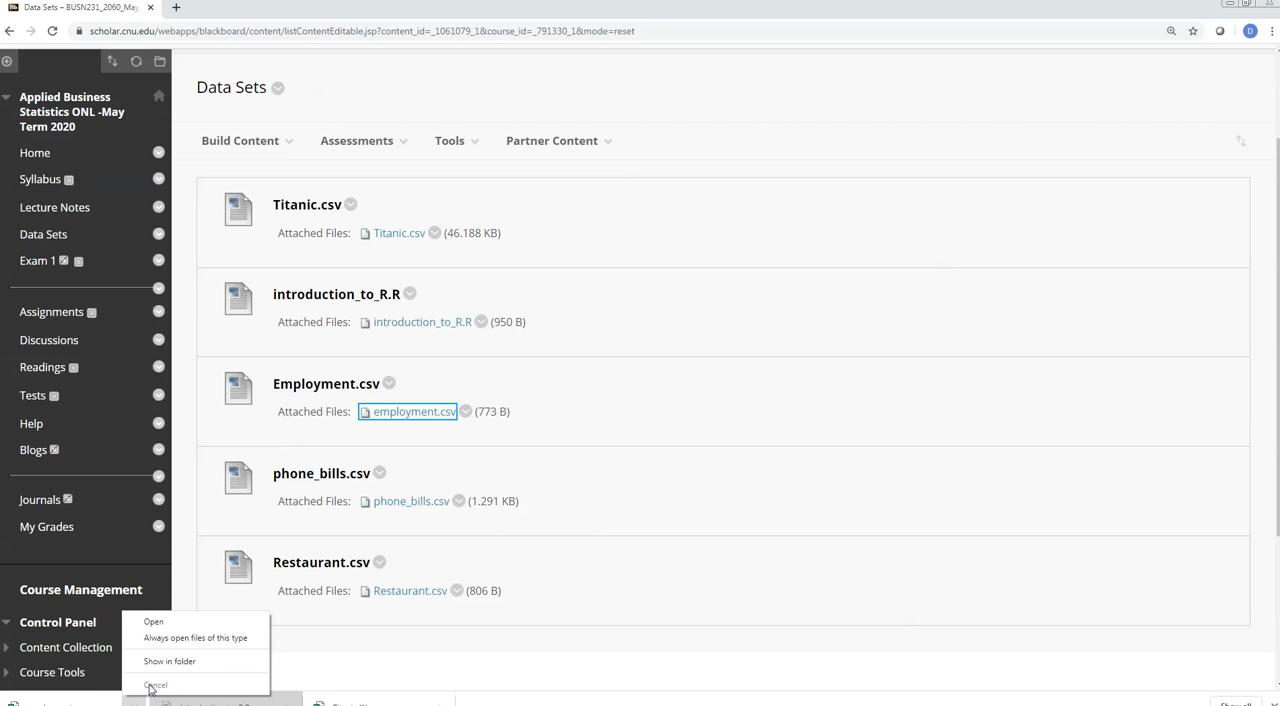 Data Sets – BUSN231_2060_May
scholar.cnu.edu/webapps/blackboard/content/listContentEditable.jsp?content_id=_1061079_1&course_id=_791330_1&mode=reset
D
Applied Business
Statistics ONL -May
Term 2020
Home
Syllabus
Lecture Notes
Data Sets
Exam 1
Assignments
Discussions
Readings
Tests
Help
Blogs
Journals
My Grades
Course Management
Control Panel
Content Collection
Course Tools
Data Sets
Build Content
Assessments
Tools
Partner Content
Titanic.csv
Attached Files: Titanic.csv (46.188 KB)
introduction_to_R.R
Attached Files: introduction_to_R.R (950 B)
Employment.csv
Attached Files: employment.csv (773 B)
phone_bills.csv
Attached Files: phone_bills.csv (1.291 KB)
Restaurant.csv
Attached Files: Restaurant.csv (806 B)
Open
Always open files of this type
Show in folder
Cancel
Show all